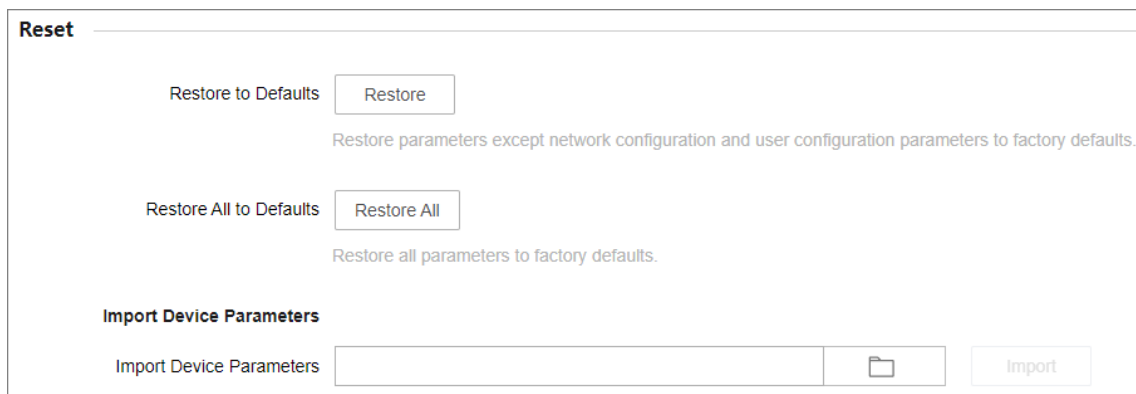 Reset
Restore to Defaults Restore
Restore parameters except network configuration and user configuration parameters to factory defaults.
Restore All to Defaults Restore All
Restore all parameters to factory defaults.
Import Device Parameters
Import Device Parameters Import